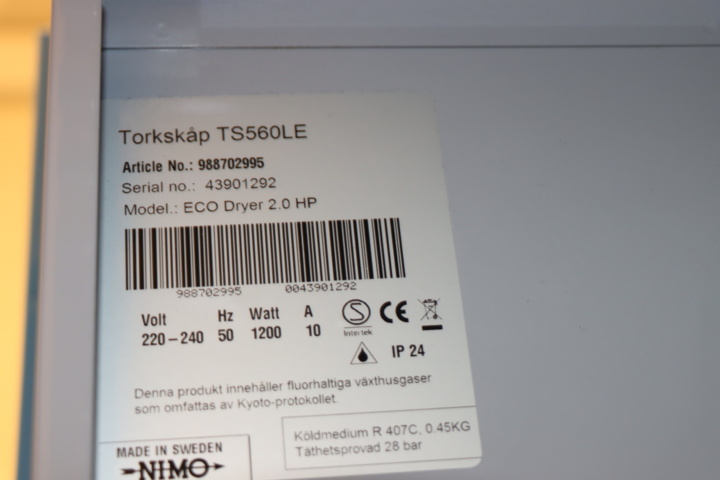 Torkskåp TS560LE
Article No.: 988702995
Serial no.: 43901292
Model.: ECO Dryer 2.0 HP
988702995 0043901292
Volt Hz Watt A
220-240 50 1200 10
S
Intertek
CE
IP 24
Denna produkt innehåller fluorhaltiga växthusgaser
som omfattas av Kyoto-protokollet.
Köldmedium R 407C, 0.45KG
Täthetsprovad 28 bar
MADE IN SWEDEN
NIMO